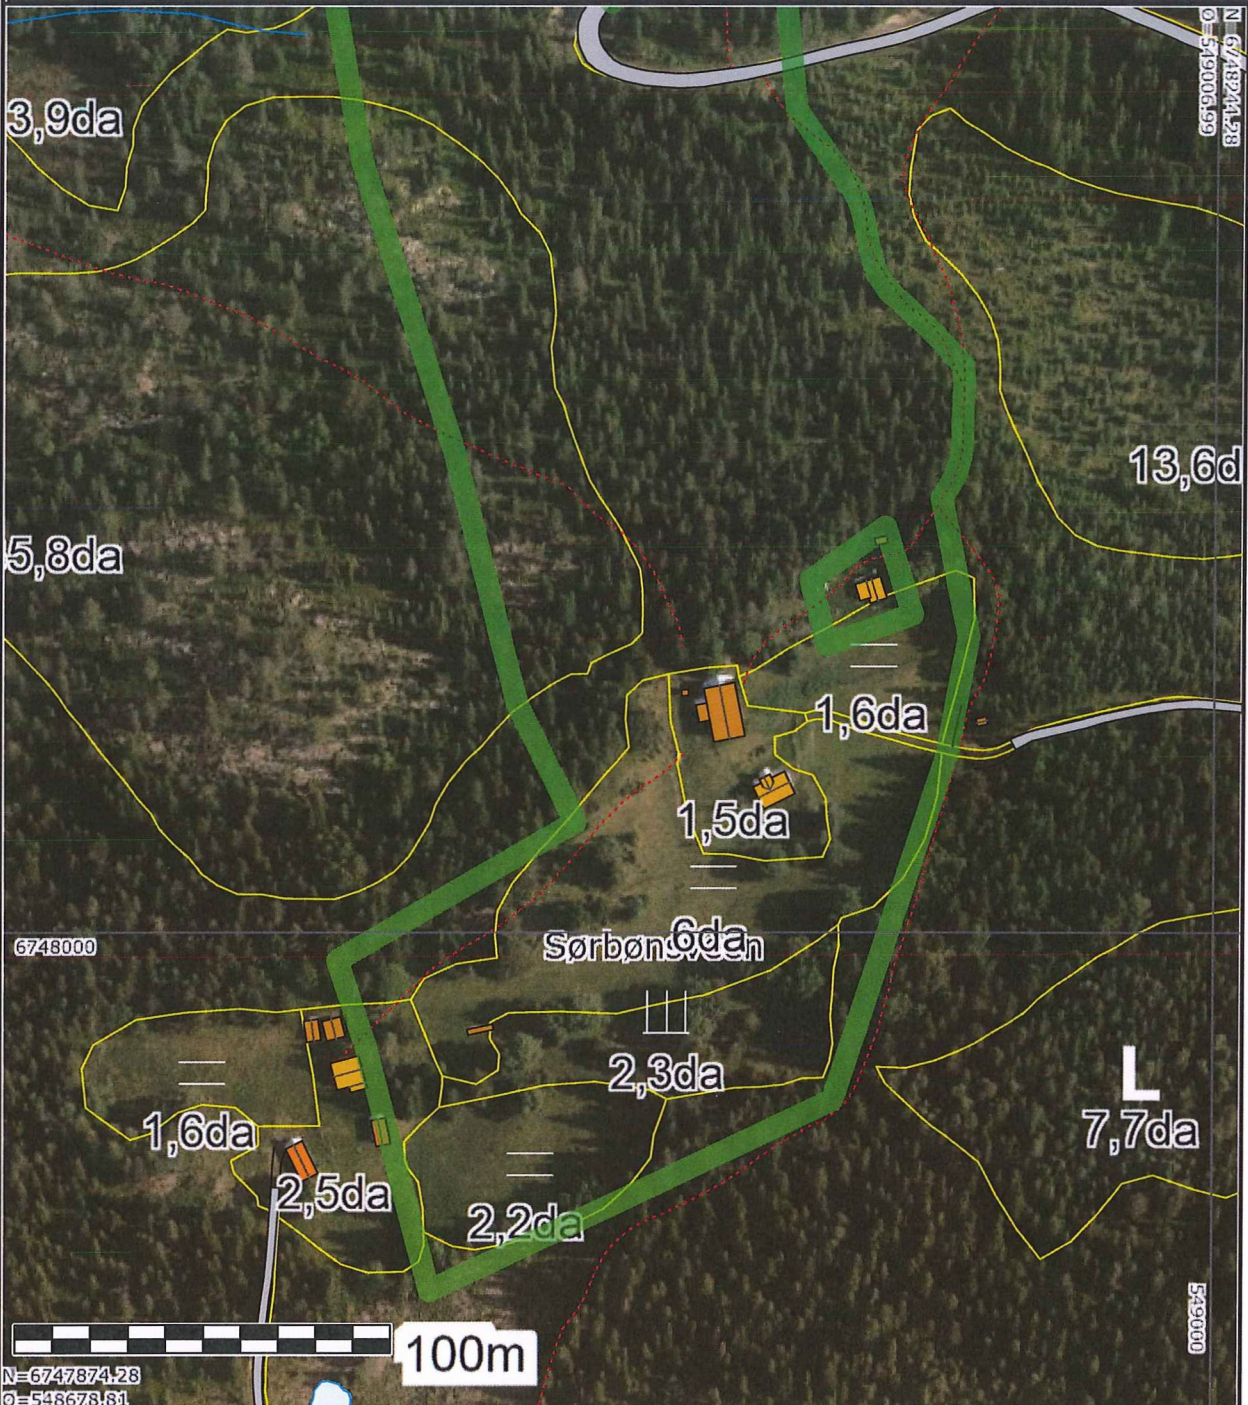 N 6748244.28
Ø=549006.99
3,9da
13,6d
5,8da
1,6da
1,5da
6748000
6da
2,3da
L
7,7da
1,6da
2,5da
2,2da
549000
100m
N=6747874.28
Ø=548678.81